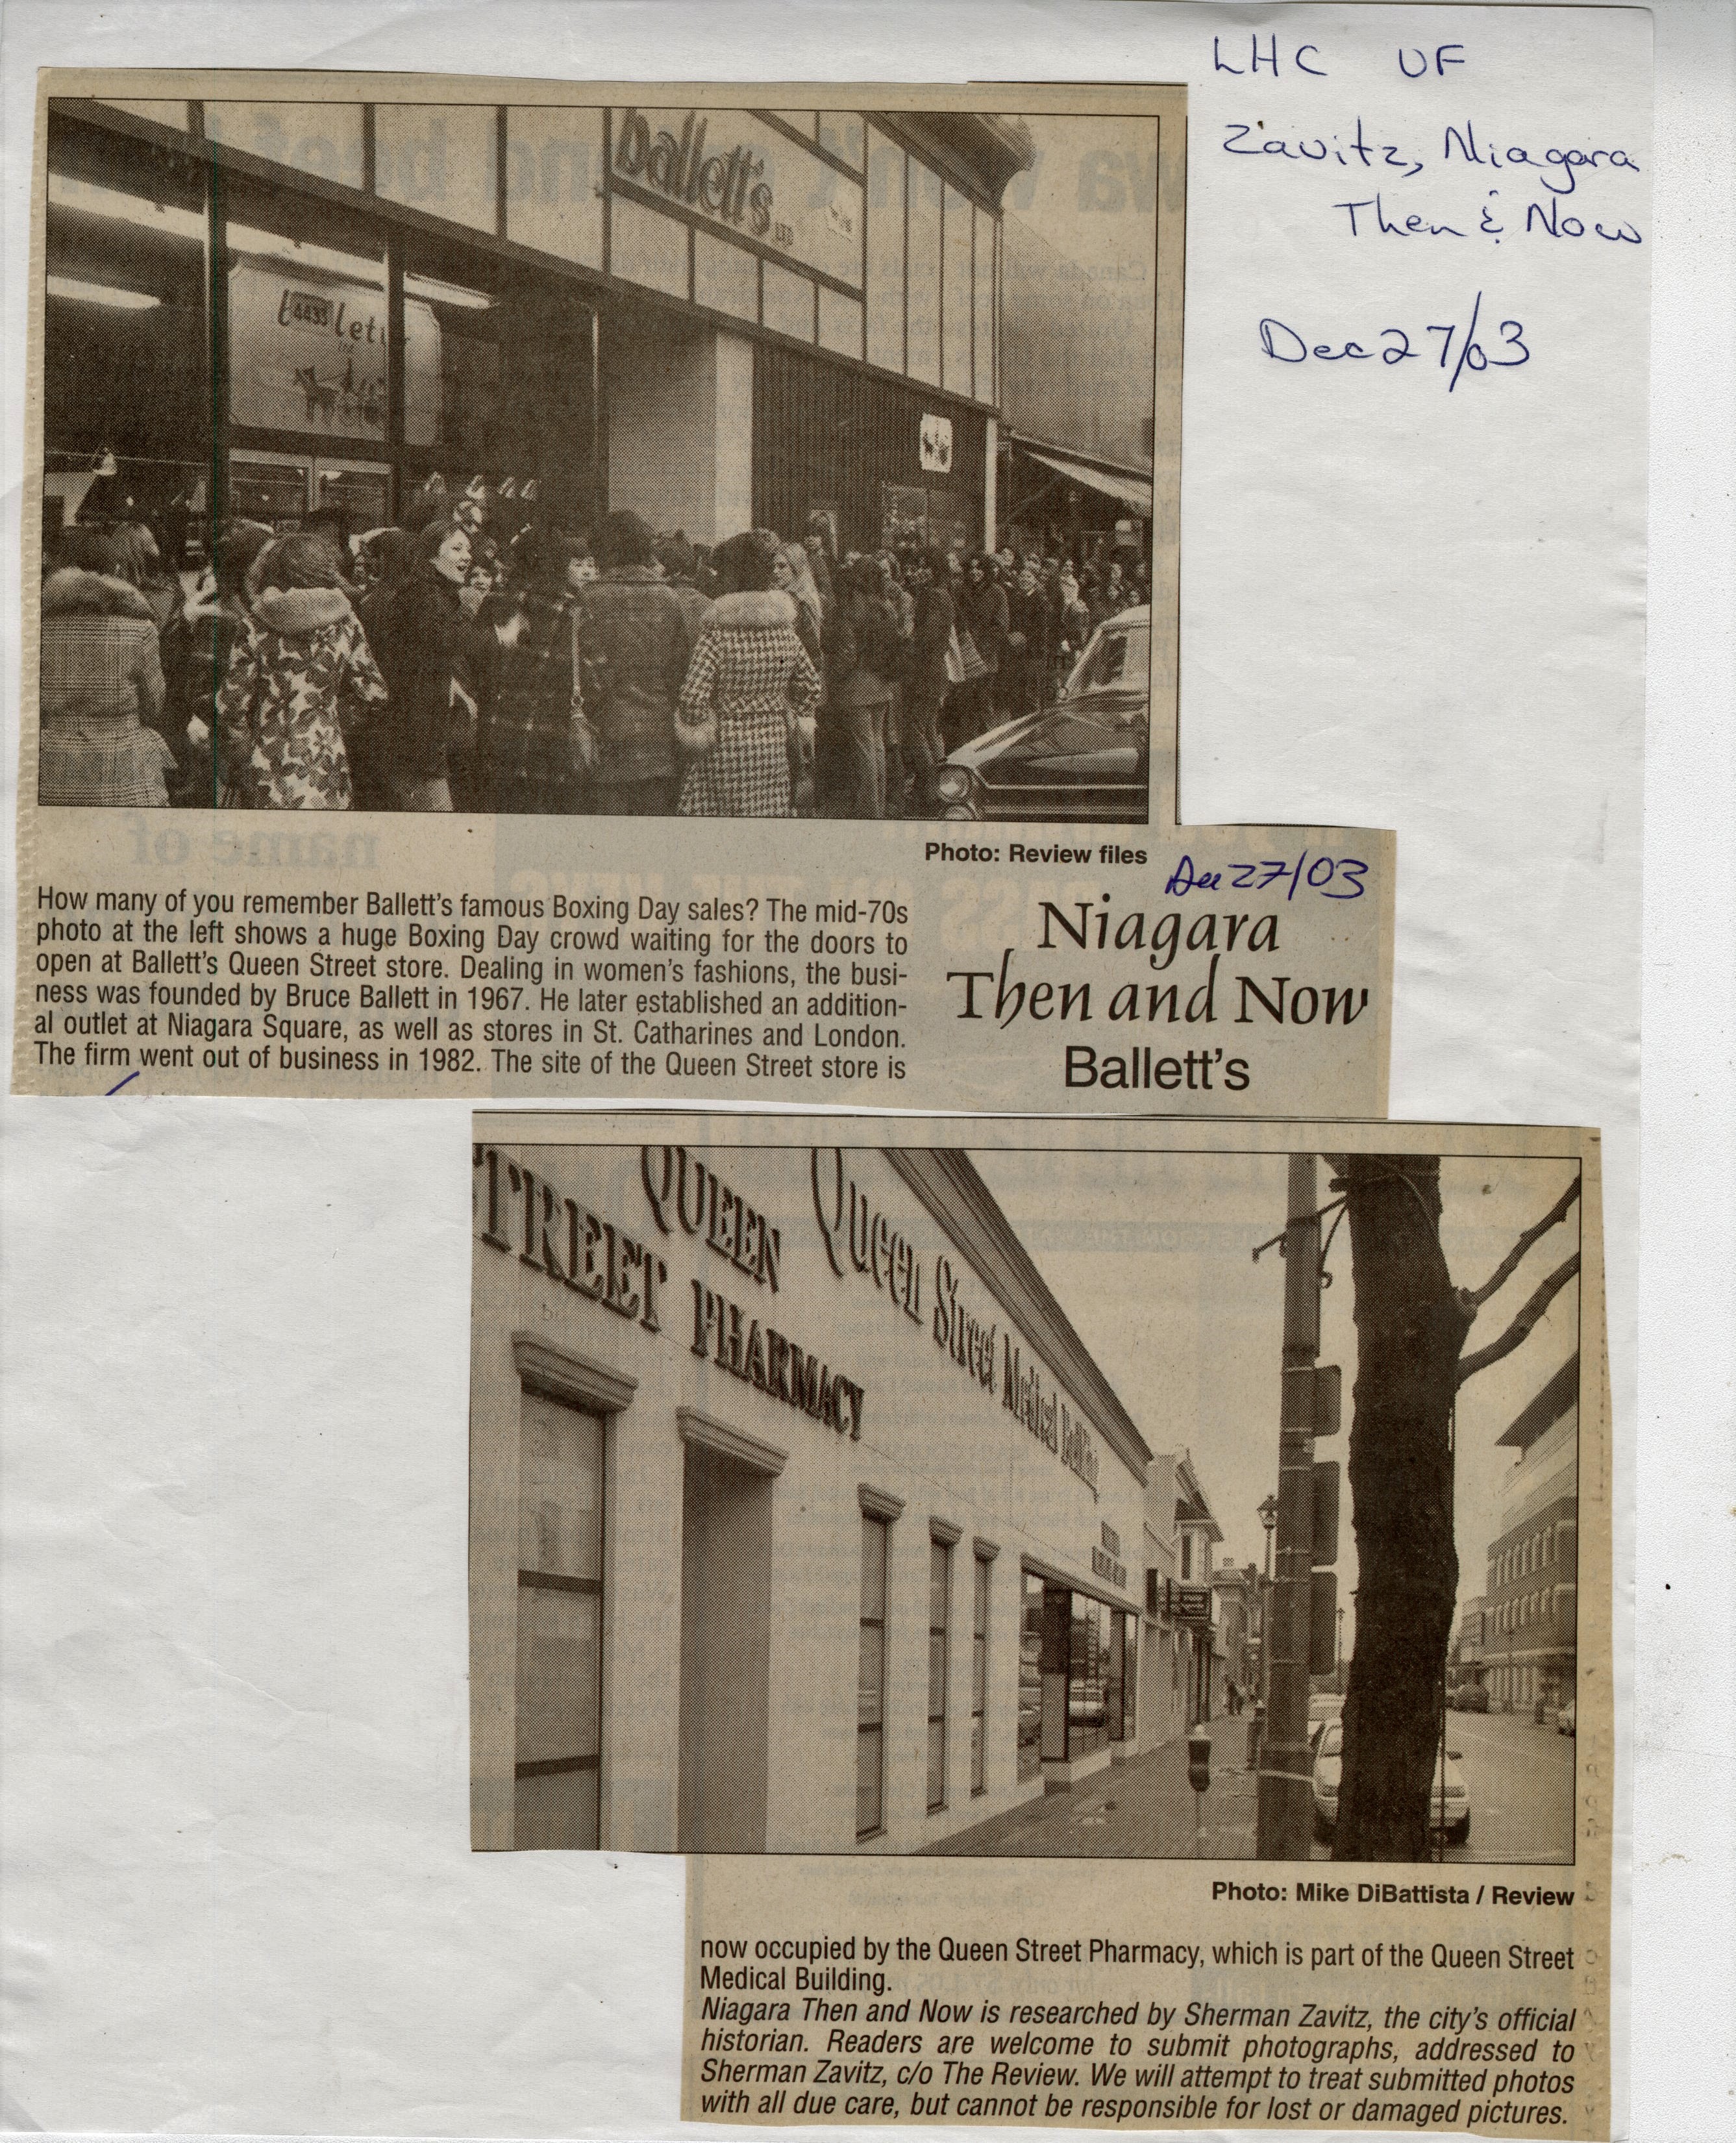 LHC UF
Zavitz, Niagara
Then & Now
Dec 27/03
ballett's
4433
Photo: Review files
Dec 27/03
Niagara
Then and Now
Ballett's
How many of you remember Ballett's famous Boxing Day sales? The mid-70s
photo at the left shows a huge Boxing Day crowd waiting for the doors to
open at Ballett's Queen Street store. Dealing in women's fashions, the busi-
ness was founded by Bruce Ballett in 1967. He later established an addition-
al outlet at Niagara Square, as well as stores in St. Catharines and London.
The firm went out of business in 1982. The site of the Queen Street store is
QUEEN
STREET PHARMACY
Queen Street Medical
Photo: Mike DiBattista / Review
now occupied by the Queen Street Pharmacy, which is part of the Queen Street
Medical Building.
Niagara Then and Now is researched by Sherman Zavitz, the city's official
historian. Readers are welcome to submit photographs, addressed to
Sherman Zavitz, c/o The Review. We will attempt to treat submitted photos
with all due care, but cannot be responsible for lost or damaged pictures.